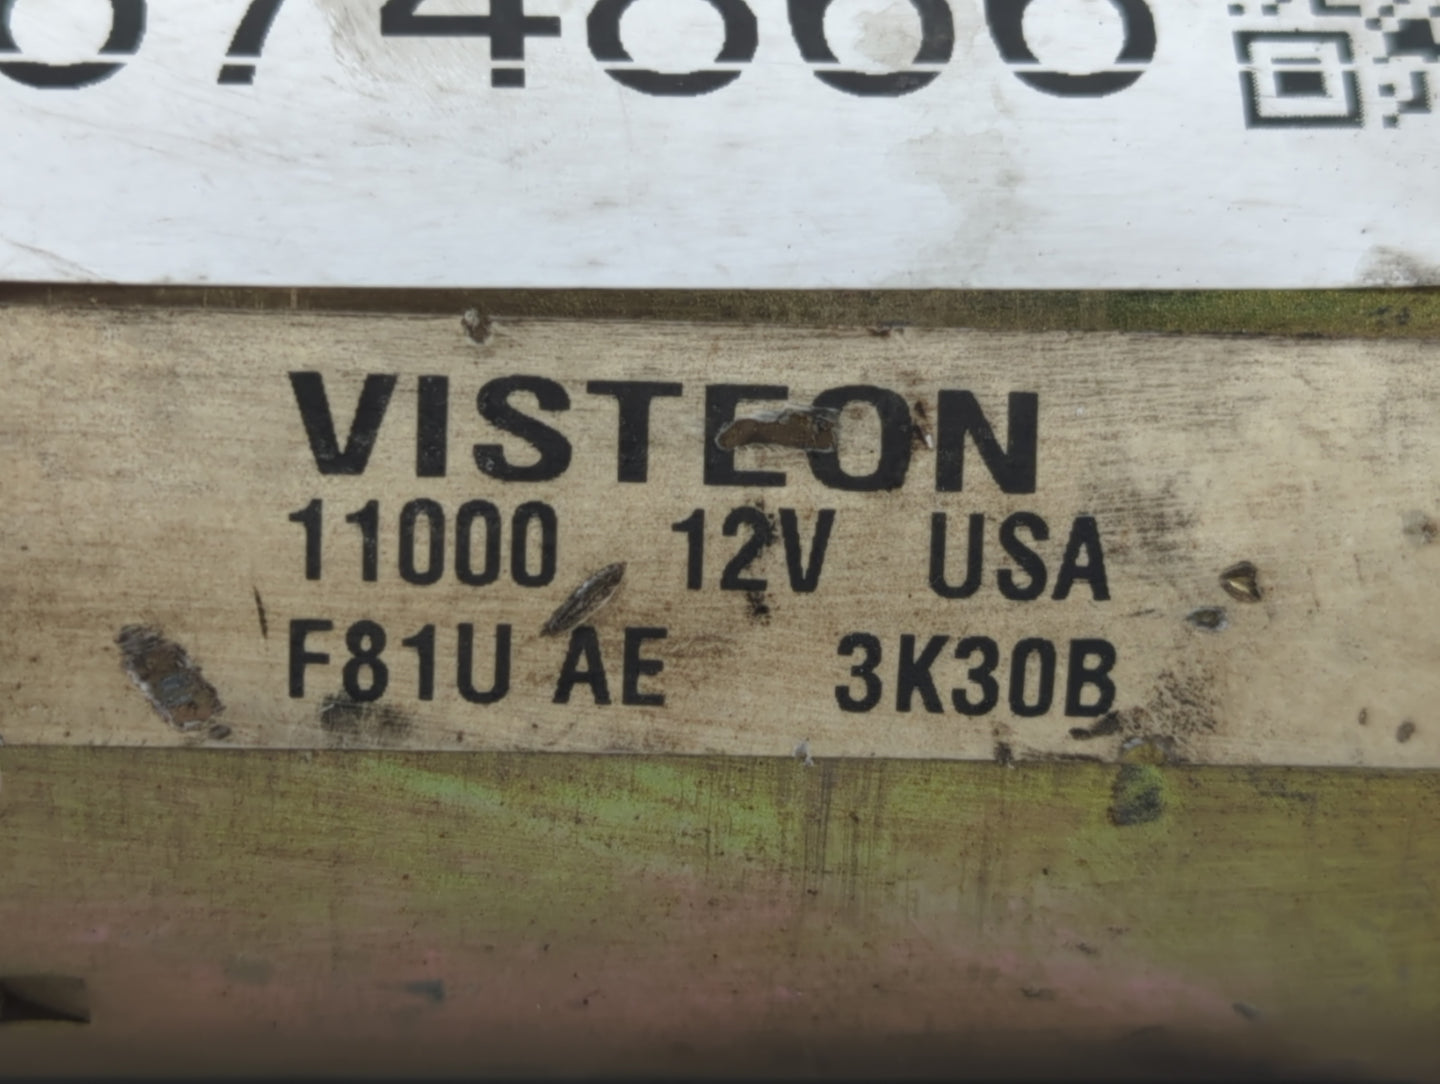 VISTEON
11000 12V USA
F81U AE 3K30B